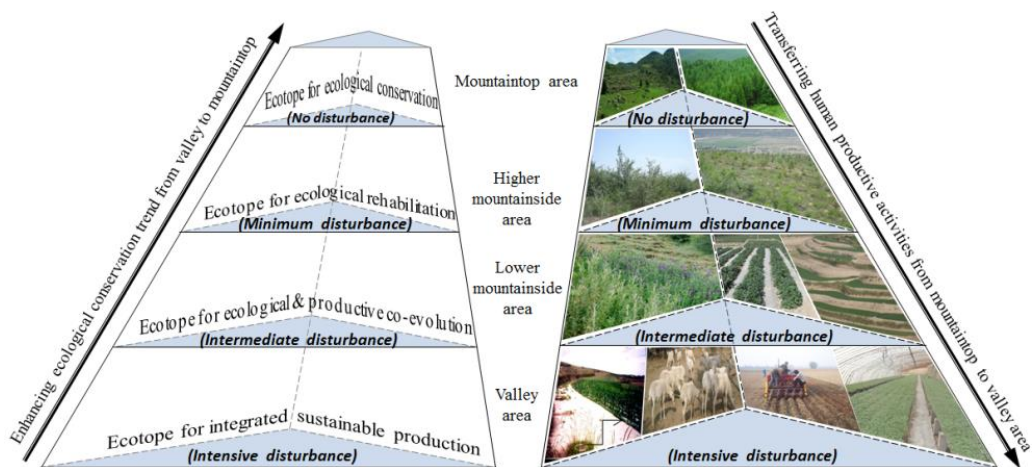 Enhancing ecological conservation trend from valley to mountaintop
Ecotope for ecological conservation
(No disturbance)
Ecotope for ecological rehabilitation
(Minimum disturbance)
Ecotope for ecological & productive co-evolution
(Intermediate disturbance)
Ecotope for integrated sustainable production
(Intensive disturbance)
Mountaintop area
Higher
mountainside
area
Lower
mountainside
area
Valley
area
(No disturbance)
(Minimum disturbance)
(Intermediate disturbance)
(Intensive disturbance)
Transferring human productive activities from mountaintop to valley area